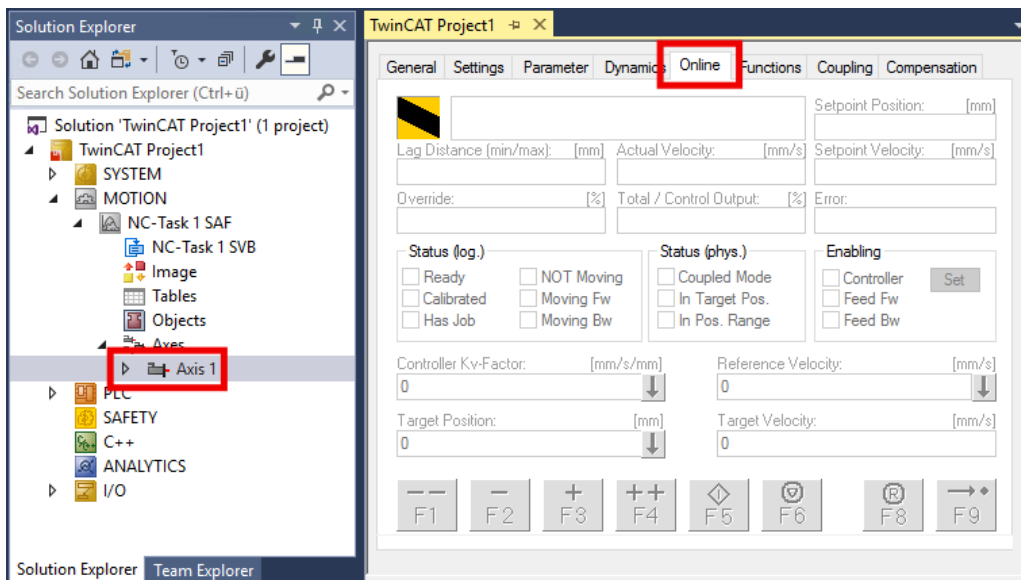 Solution Explorer
Search Solution Explorer (Ctrl+ü)
Solution 'TwinCAT Project1' (1 project)
TwinCAT Project1
SYSTEM
MOTION
NC-Task 1 SAF
NC-Task 1 SVB
Image
Tables
Objects
Axes
Axis 1
PLC
SAFETY
C++
ANALYTICS
I/O
Solution Explorer Team Explorer
TwinCAT Project1
General Settings Parameter Dynamics Online Functions Coupling Compensation
Setpoint Position: [mm]
Lag Distance (min/max): [mm] Actual Velocity: [mm/s] Setpoint Velocity: [mm/s]
Override: [%] Total / Control Output: [%] Error:
Status (log.) Status (phys.) Enabling
Ready NOT Moving Coupled Mode Controller Set
Calibrated Moving Fw In Target Pos. Feed Fw
Has Job Moving Bw In Pos. Range Feed Bw
Controller Kv-Factor: [mm/s/mm] Reference Velocity: [mm/s]
0 0
Target Position: [mm] Target Velocity: [mm/s]
0 0
-- - + ++ R
F1 F2 F3 F4 F5 F6 F8 F9